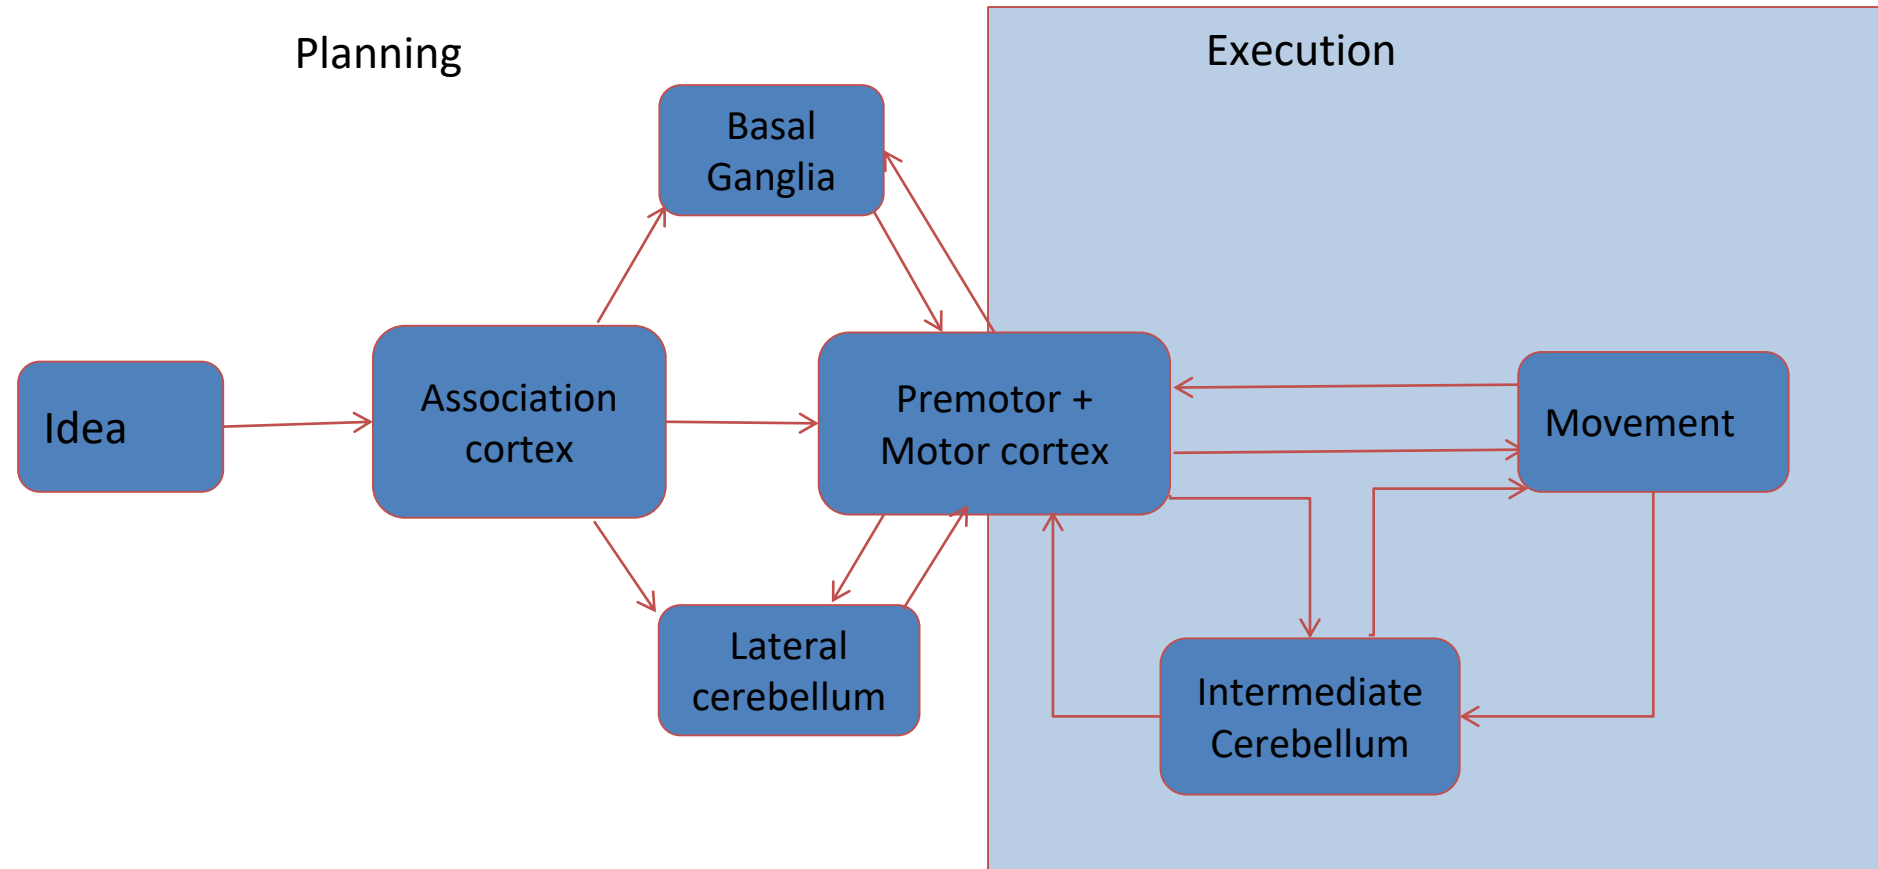 Planning
Execution
Basal
Ganglia
Idea
Association
cortex
Premotor +
Motor cortex
Movement
Lateral
cerebellum
Intermediate
Cerebellum